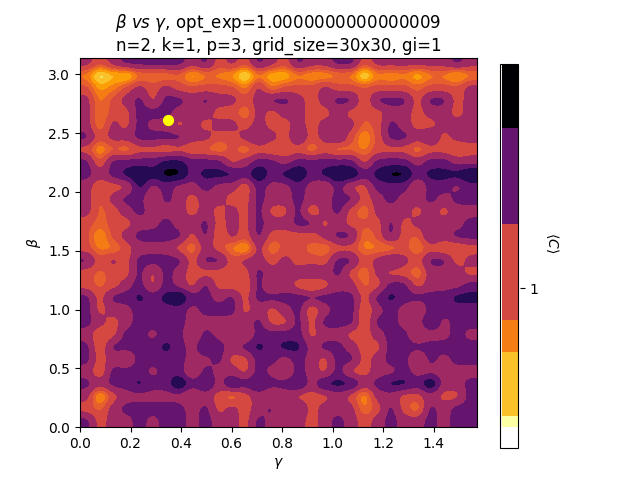 β vs γ, opt_exp=1.0000000000000009
n=2, k=1, p=3, grid_size=30x30, gi=1
3.0
2.5
2.0
1.5
1.0
0.5
0.0
β
0.0 0.2 0.4 0.6 0.8 1.0 1.2 1.4
γ
1
⟨C⟩